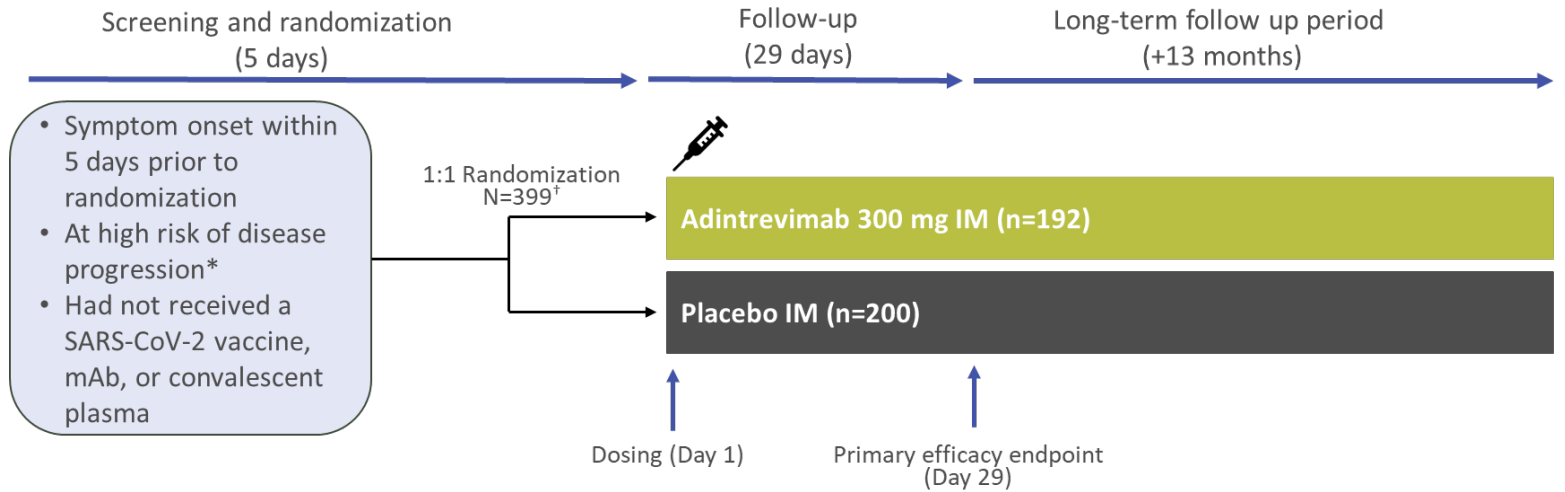 Screening and randomization
(5 days)
Follow-up
(29 days)
Long-term follow up period
(+13 months)
• Symptom onset within
5 days prior to
randomization
• At high risk of disease
progression*
• Had not received a
SARS-CoV-2 vaccine,
mAb, or convalescent
plasma
1:1 Randomization
N=399†
Adintrevimab 300 mg IM (n=192)
Placebo IM (n=200)
Dosing (Day 1)
Primary efficacy endpoint
(Day 29)